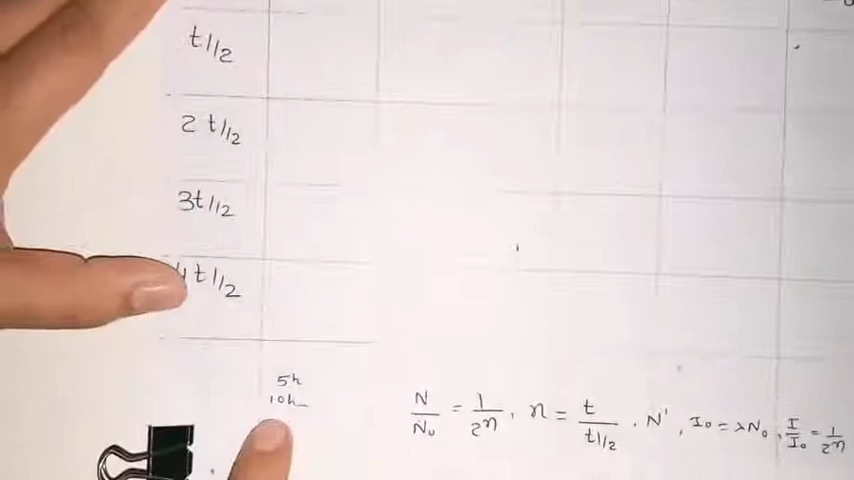 t1/2
2 t1/2
3t1/2
4 t1/2
5h
10h
N/N₀ = 1/2ⁿ, n = t/t1/2 . N', I₀ = λN₀, I/I₀ = 1/2ⁿ